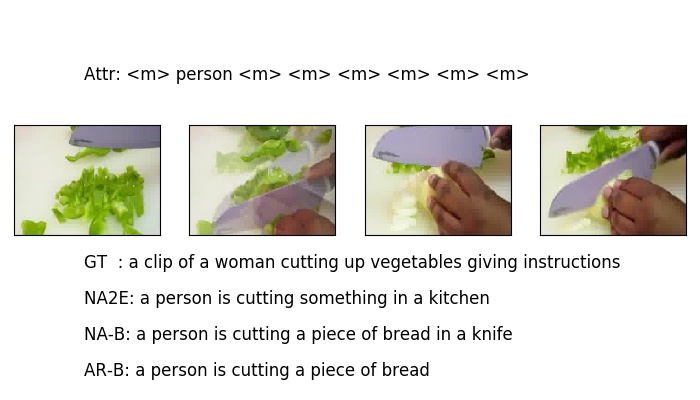 Attr: <m> person <m> <m> <m> <m> <m> <m>
GT : a clip of a woman cutting up vegetables giving instructions
NA2E: a person is cutting something in a kitchen
NA-B: a person is cutting a piece of bread in a knife
AR-B: a person is cutting a piece of bread